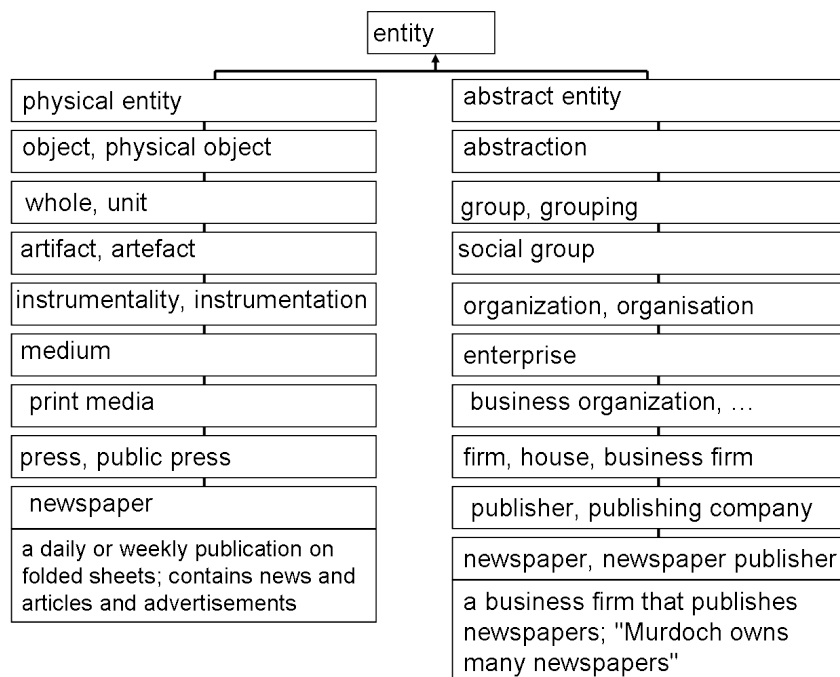 entity
physical entity
object, physical object
whole, unit
artifact, artefact
instrumentality, instrumentation
medium
print media
press, public press
newspaper
a daily or weekly publication on
folded sheets; contains news and
articles and advertisements
abstract entity
abstraction
group, grouping
social group
organization, organisation
enterprise
business organization, …
firm, house, business firm
publisher, publishing company
newspaper, newspaper publisher
a business firm that publishes
newspapers; "Murdoch owns
many newspapers"